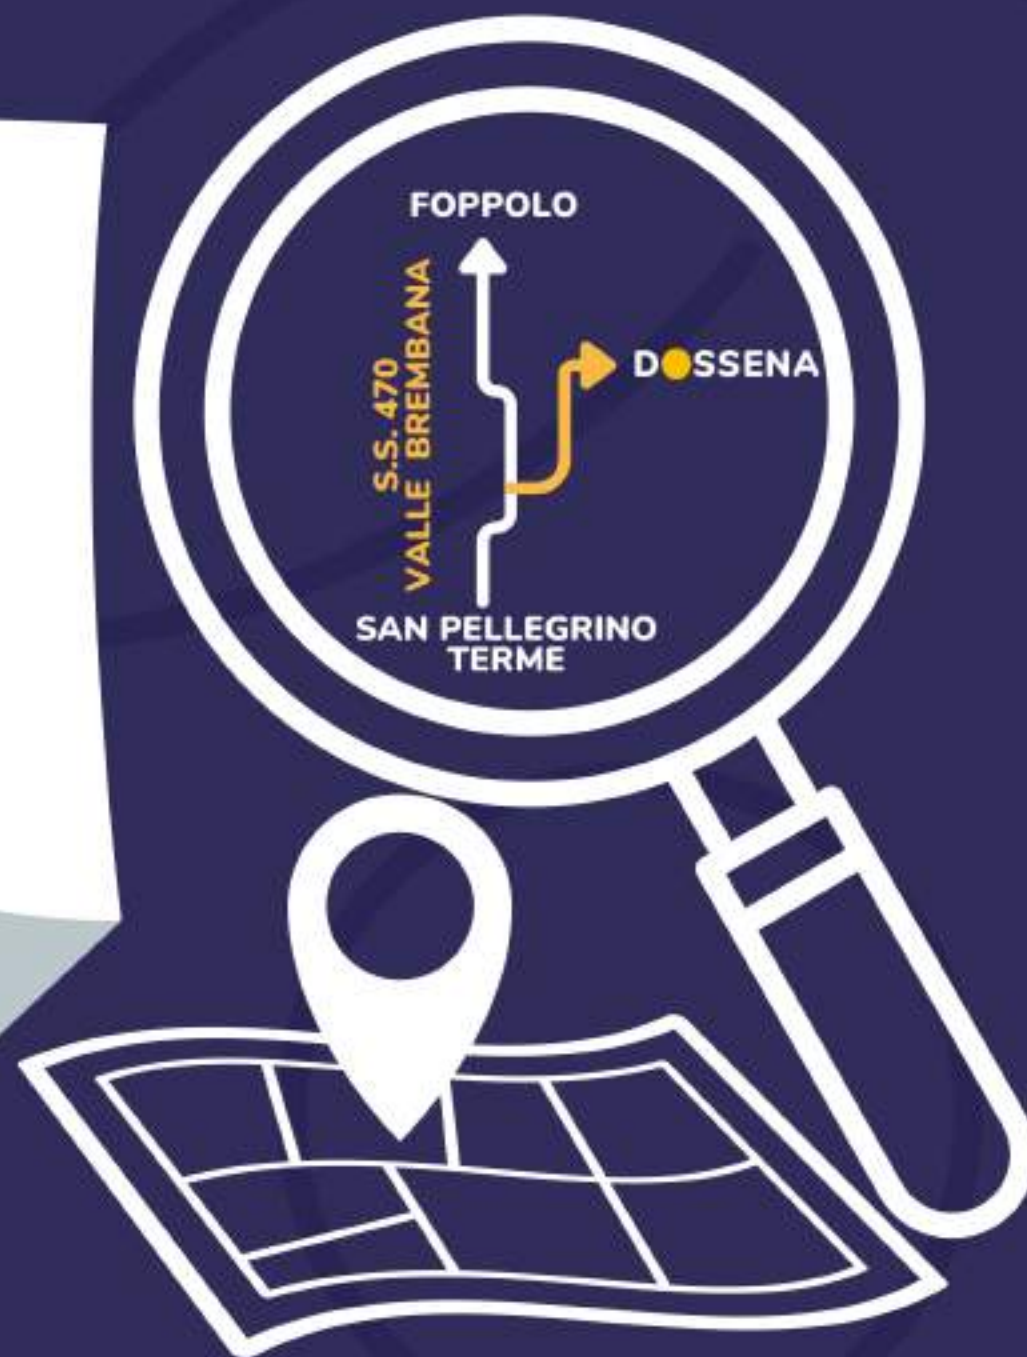 FOPPOLO
S.S. 470
VALLE BREMBANA
DOSSENA
SAN PELLEGRINO
TERME